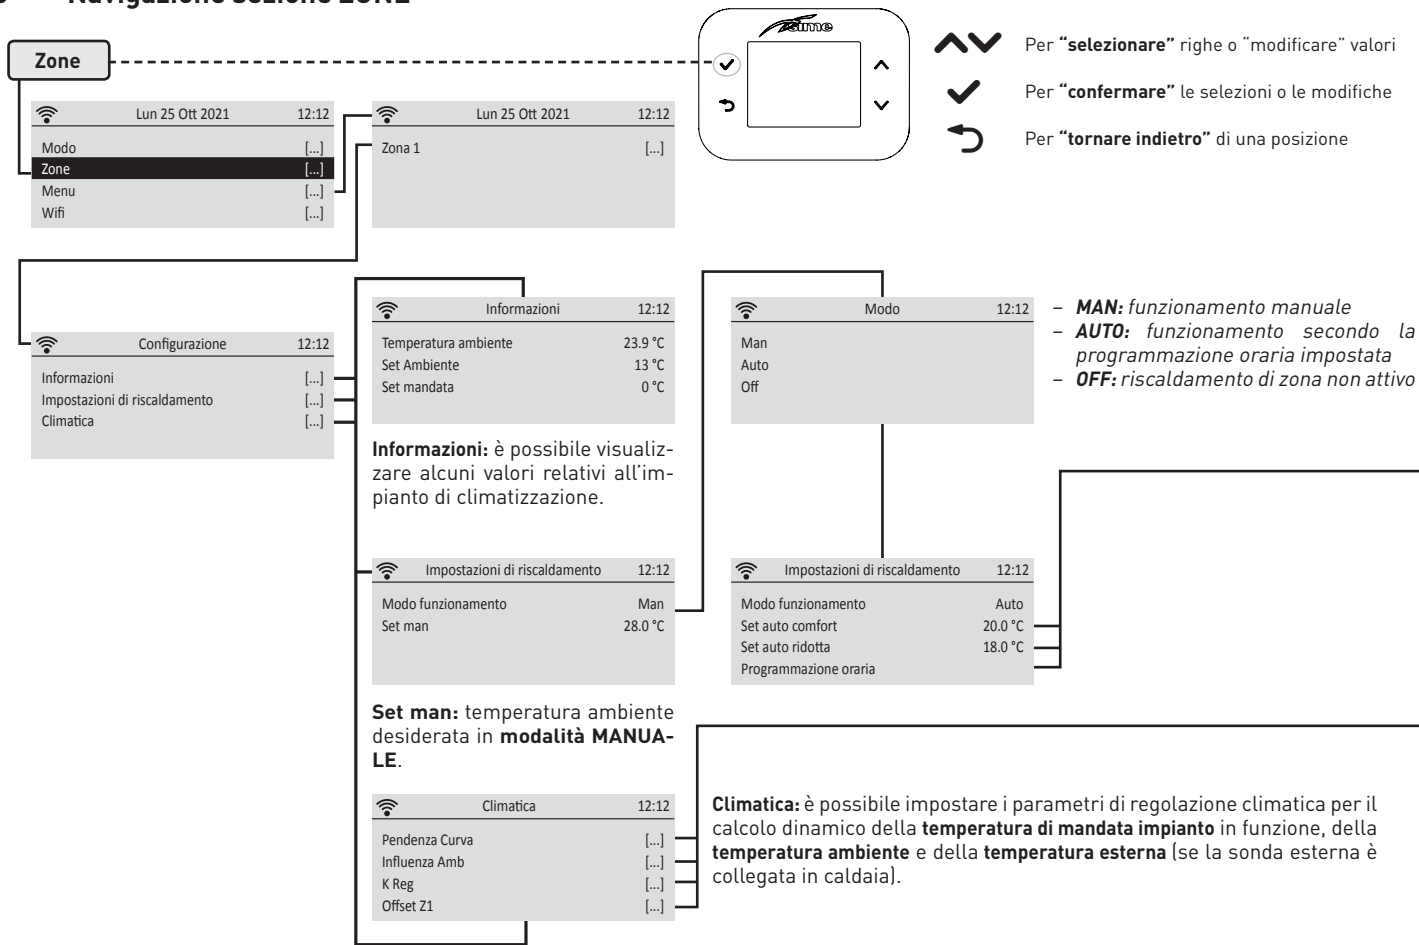 Navigazione sezione ZONE
Zone
sime
Per “selezionare” righe o “modificare” valori
Per “confermare” le selezioni o le modifiche
Per “tornare indietro” di una posizione
Lun 25 Ott 2021 12:12
Modo [...]
Zone [...]
Menu [...]
Wifi [...]
Lun 25 Ott 2021 12:12
Zona 1 [...]
Configurazione 12:12
Informazioni [...]
Impostazioni di riscaldamento [...]
Climatica [...]
Informazioni 12:12
Temperatura ambiente 23.9 °C
Set Ambiente 13 °C
Set mandata 0 °C
Informazioni: è possibile visualiz-
zare alcuni valori relativi all’im-
pianto di climatizzazione.
Modo 12:12
Man
Auto
Off
– MAN: funzionamento manuale
– AUTO: funzionamento secondo la
programmazione oraria impostata
– OFF: riscaldamento di zona non attivo
Impostazioni di riscaldamento 12:12
Modo funzionamento Man
Set man 28.0 °C
Set man: temperatura ambiente
desiderata in modalità MANUA-
LE.
Impostazioni di riscaldamento 12:12
Modo funzionamento Auto
Set auto comfort 20.0 °C
Set auto ridotta 18.0 °C
Programmazione oraria
Climatica 12:12
Pendenza Curva [...]
Influenza Amb [...]
K Reg [...]
Offset Z1 [...]
Climatica: è possibile impostare i parametri di regolazione climatica per il
calcolo dinamico della temperatura di mandata impianto in funzione, della
temperatura ambiente e della temperatura esterna (se la sonda esterna è
collegata in caldaia).